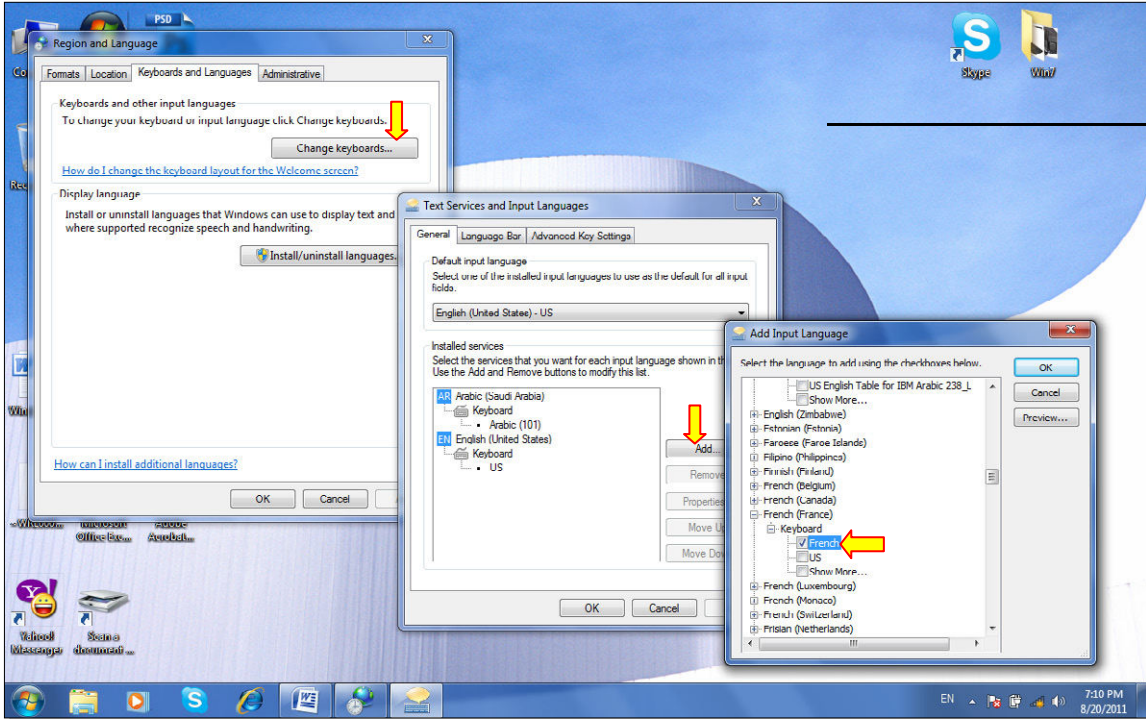 PSD
Region and Language
Formats Location Keyboards and Languages Administrative
Keyboards and other input languages
To change your keyboard or input language click Change keyboards.
Change keyboards...
How do I change the keyboard layout for the Welcome screen?
Display language
Install or uninstall languages that Windows can use to display text and
where supported recognize speech and handwriting.
Install/uninstall languages.
How can I install additional languages?
OK Cancel
Skype
Win7
Text Services and Input Languages
General Language Bar Advanced Key Settings
Default input language
Select one of the installed input languages to use as the default for all input
fields.
English (United States) - US
Installed services
Select the services that you want for each input language shown in th
Use the Add and Remove buttons to modify this list.
AR Arabic (Saudi Arabia)
Keyboard
Arabic (101)
EN English (United States)
Keyboard
US
Add...
Remove
Properties
Move U
Move Dow
OK Cancel
Add Input Language
Select the language to add using the checkboxes below.
US English Table for IBM Arabic 238_L
Show More...
English (Zimbabwe)
Estonian (Estonia)
Faroese (Faroe Islands)
Filipino (Philippines)
Finnish (Finland)
French (Belgium)
French (Canada)
French (France)
Keyboard
French
US
Show More...
French (Luxembourg)
French (Monaco)
French (Switzerland)
Frisian (Netherlands)
OK
Cancel
Preview...
Microsoft
Office Exc...
Adobe
Acrobat...
Yahoo!
Messenger
Scan a
document ...
EN
7:10 PM
8/20/2011